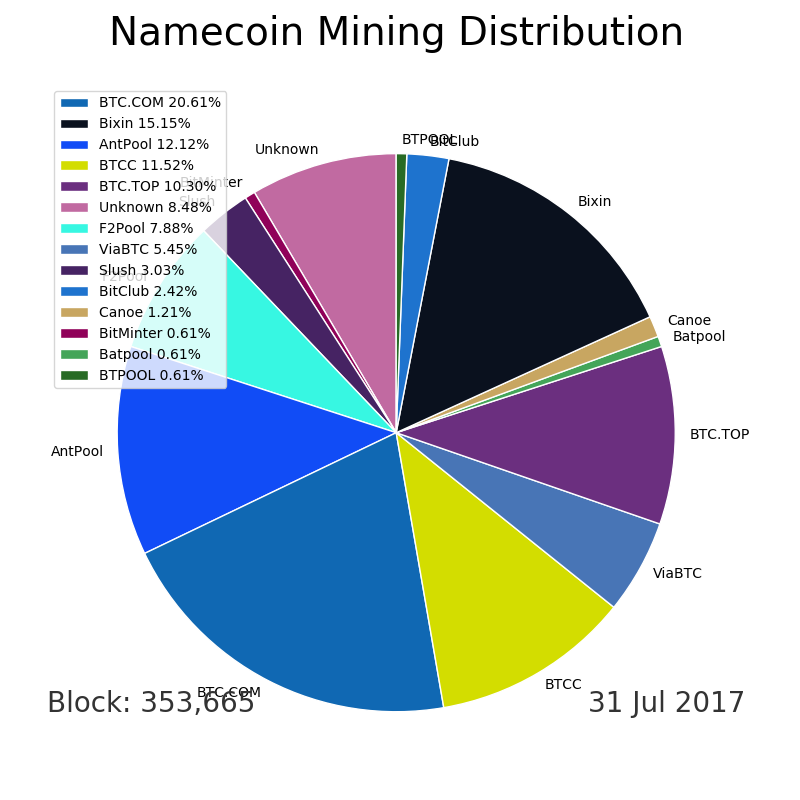 Namecoin Mining Distribution
BTC.COM 20.61%
Bixin 15.15%
AntPool 12.12%
BTCC 11.52%
BTC.TOP 10.30%
Unknown 8.48%
F2Pool 7.88%
ViaBTC 5.45%
Slush 3.03%
BitClub 2.42%
Canoe 1.21%
BitMinter 0.61%
Batpool 0.61%
BTPOOL 0.61%
BTPOOL
BitClub
Unknown
BitMinter
Slush
Bixin
F2Pool
Canoe
Batpool
BTC.TOP
AntPool
ViaBTC
BTCC
BTC.COM
Block: 353,665
31 Jul 2017